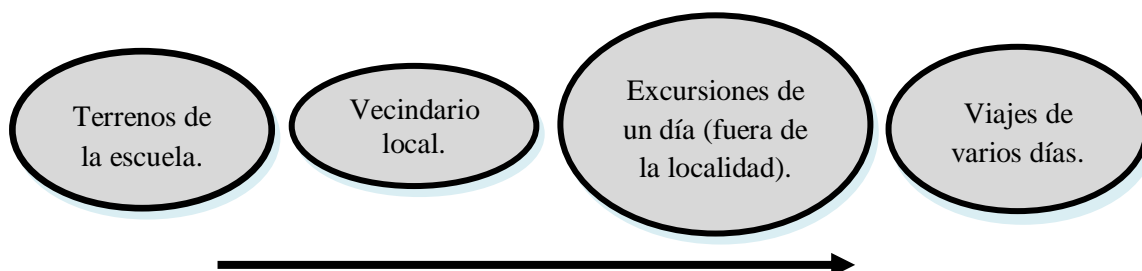 Terrenos de
la escuela.
Vecindario
local.
Excursiones de
un día (fuera de
la localidad).
Viajes de
varios días.